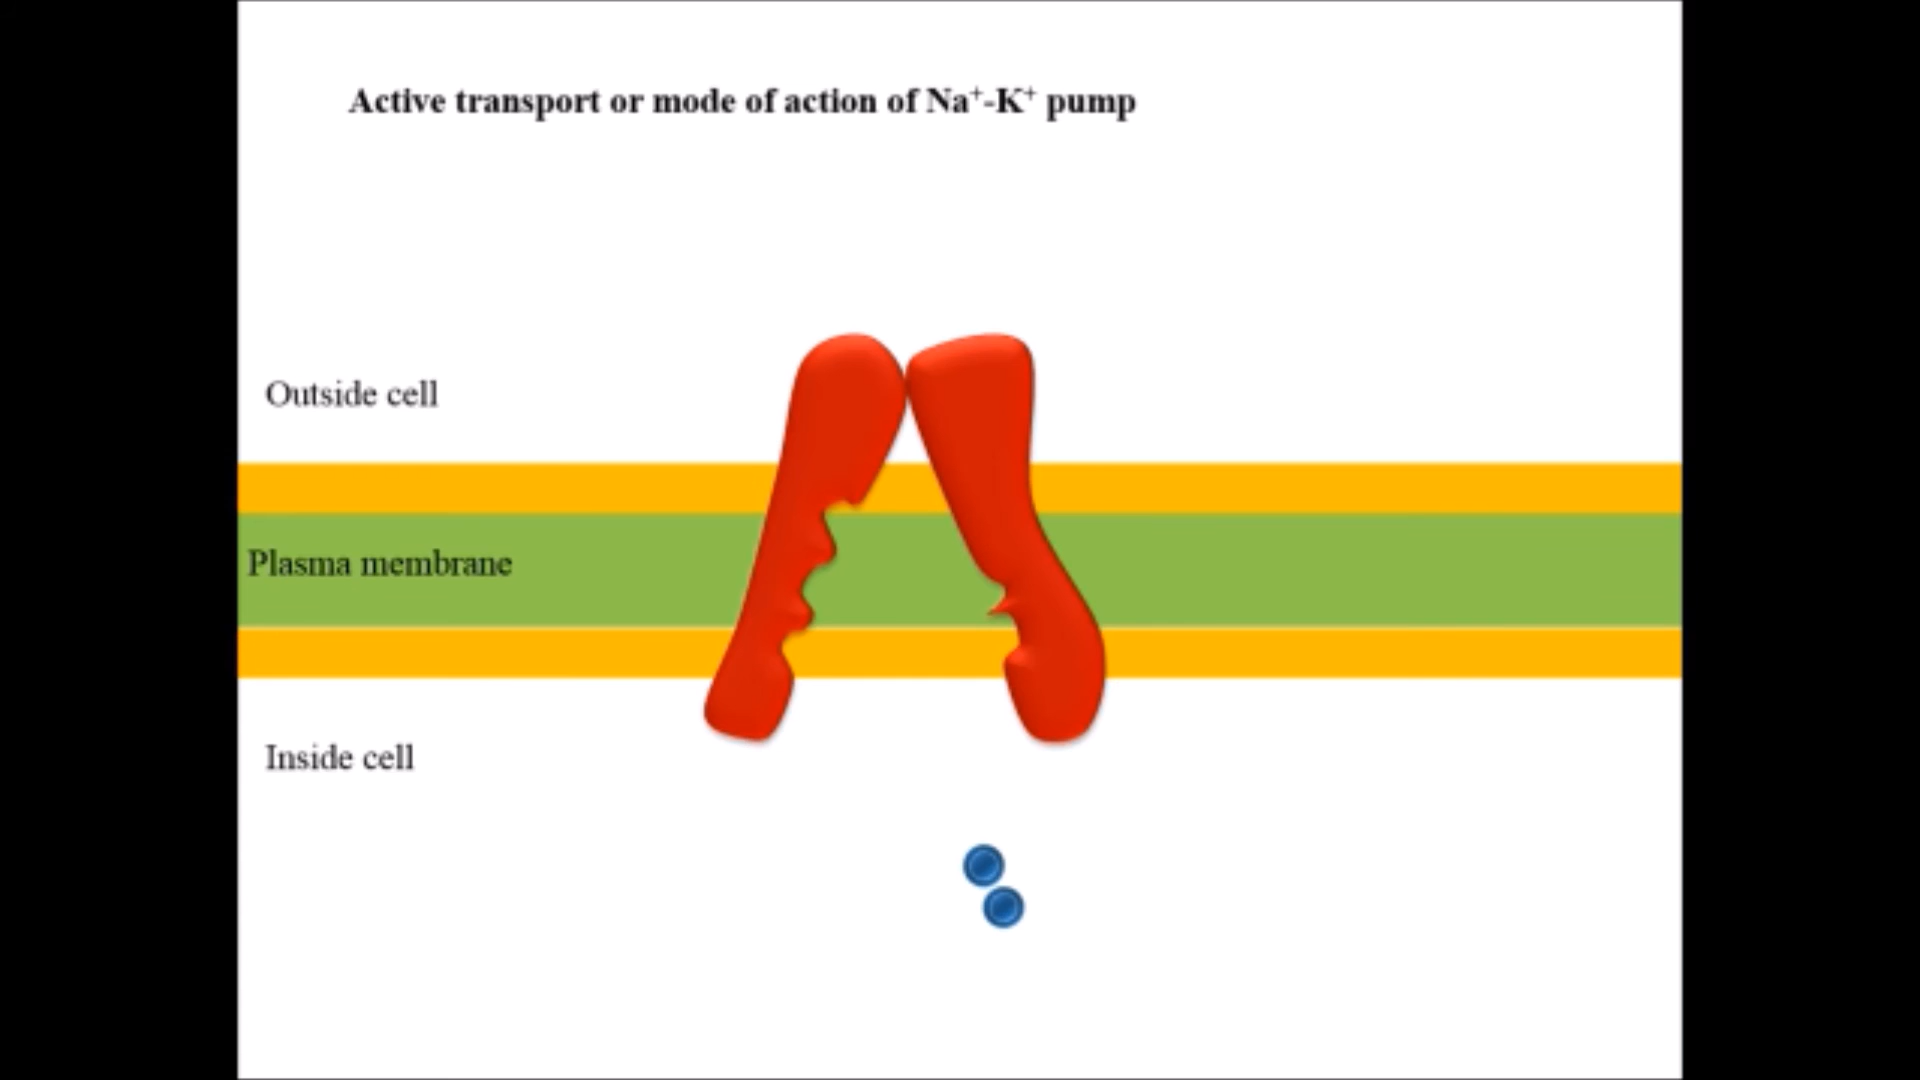 Active transport or mode of action of Na⁺-K⁺ pump
Outside cell
Plasma membrane
Inside cell